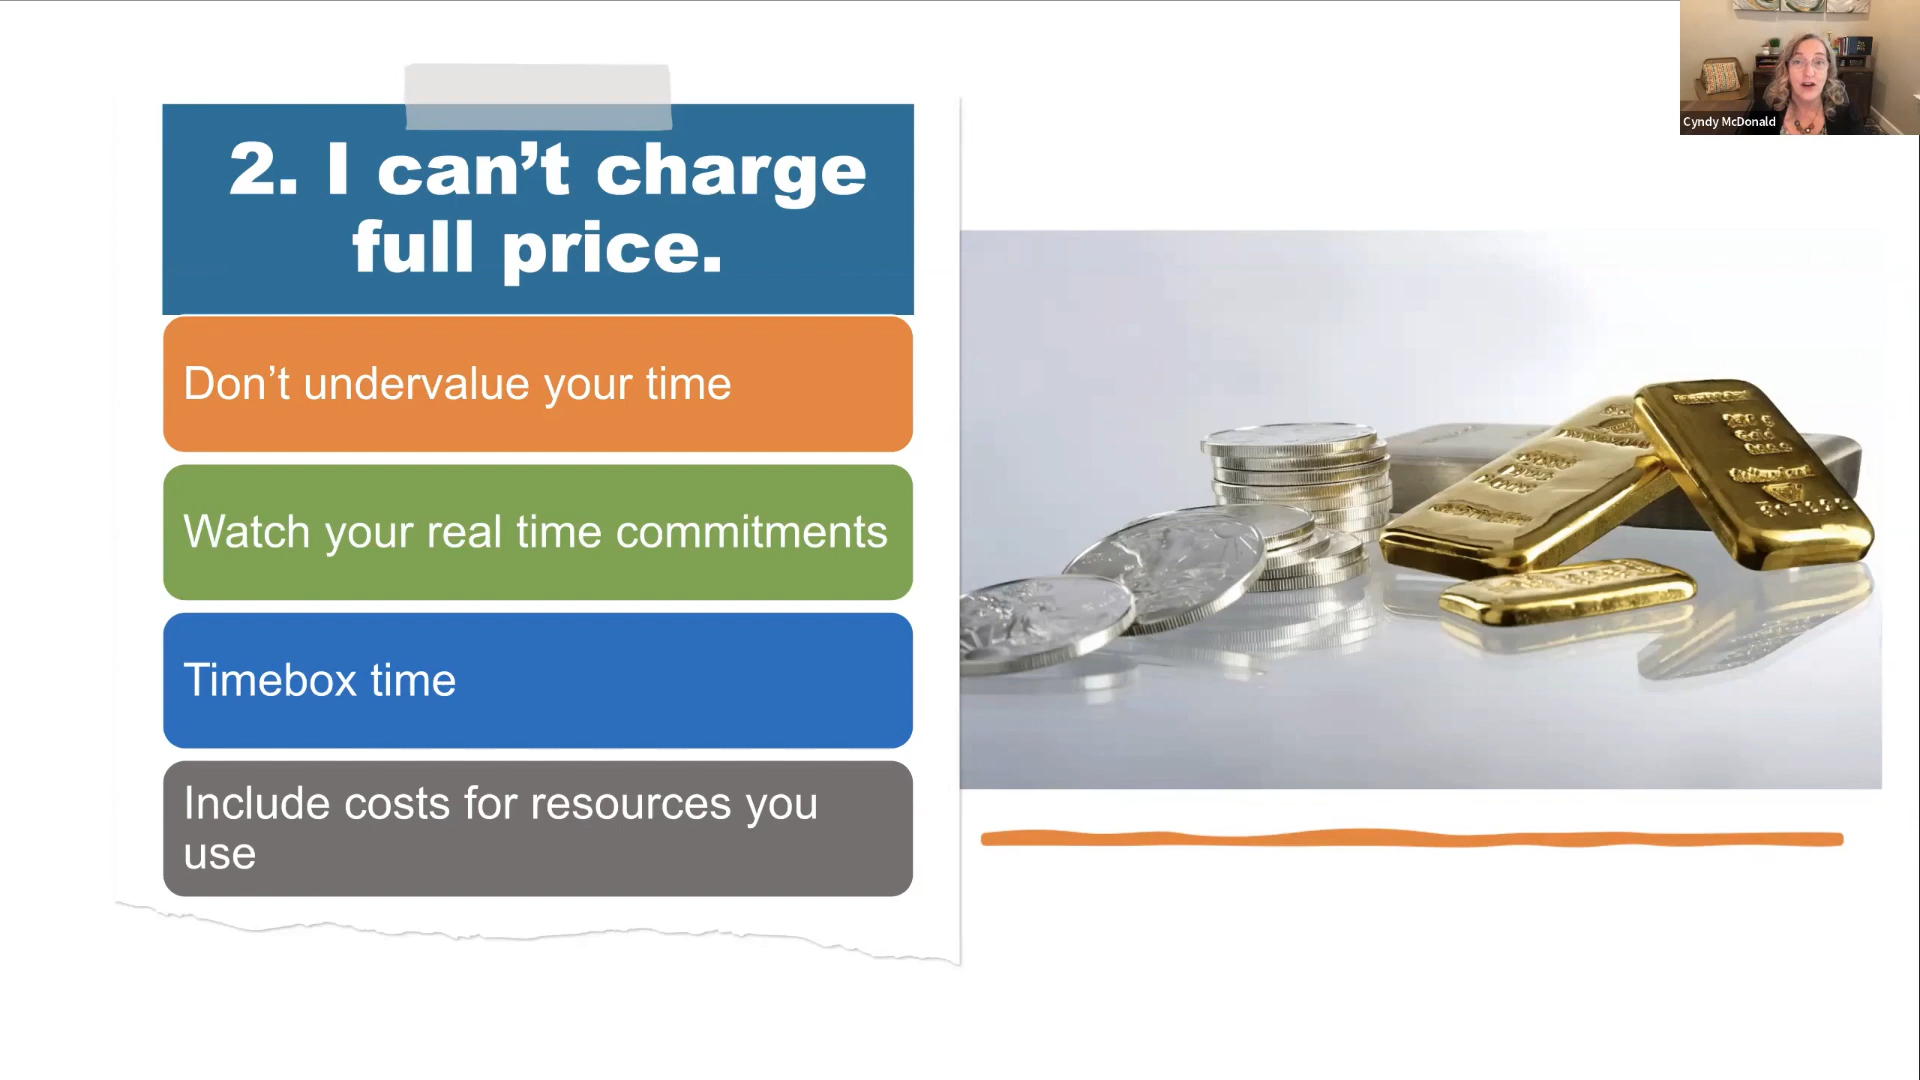 2. I can’t charge
full price.
Don’t undervalue your time
Watch your real time commitments
Timebox time
Include costs for resources you
use
Cyndy McDonald